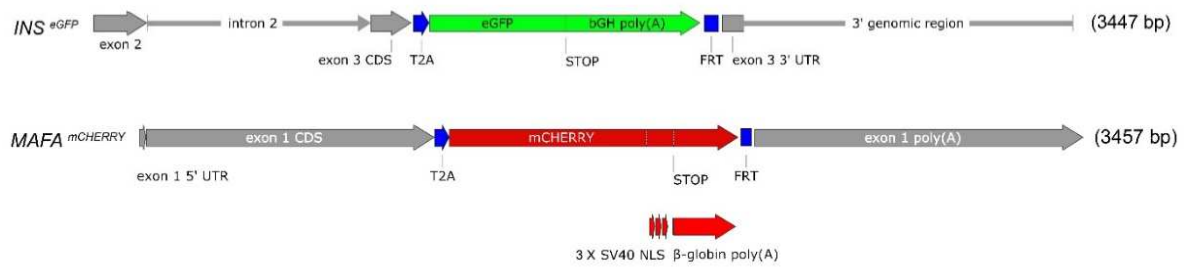 INS eGFP
exon 2
intron 2
exon 3 CDS
T2A
eGFP
bGH poly(A)
STOP
FRT
exon 3 3' UTR
3' genomic region
(3447 bp)
MAFA mCHERRY
exon 1 5' UTR
exon 1 CDS
T2A
mCHERRY
STOP
FRT
exon 1 poly(A)
(3457 bp)
3 X SV40 NLS
β-globin poly(A)